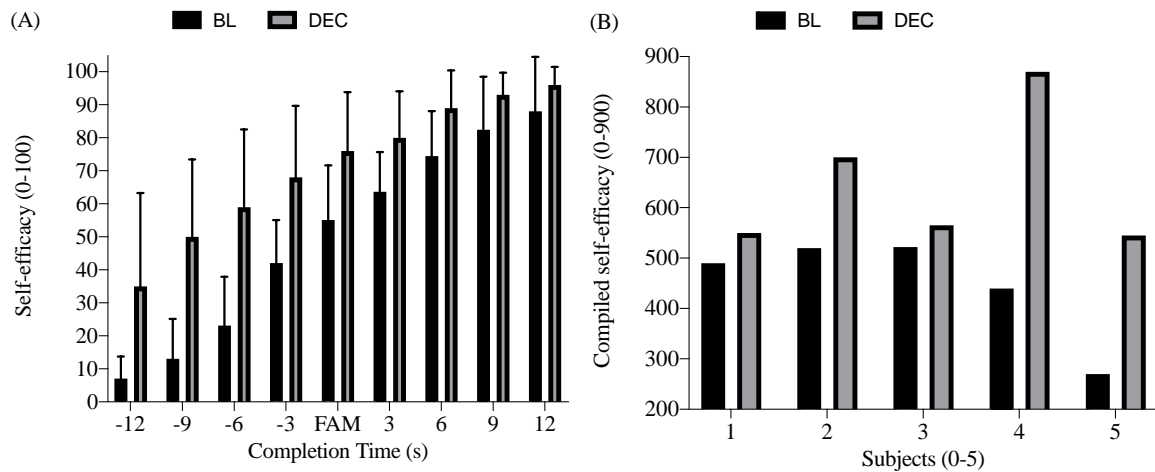 (A)
BL DEC
Self-efficacy (0-100)
100
90
80
70
60
50
40
30
20
10
0
-12 -9 -6 -3 FAM 3 6 9 12
Completion Time (s)
(B)
BL DEC
Compiled self-efficacy (0-900)
900
800
700
600
500
400
300
200
1 2 3 4 5
Subjects (0-5)